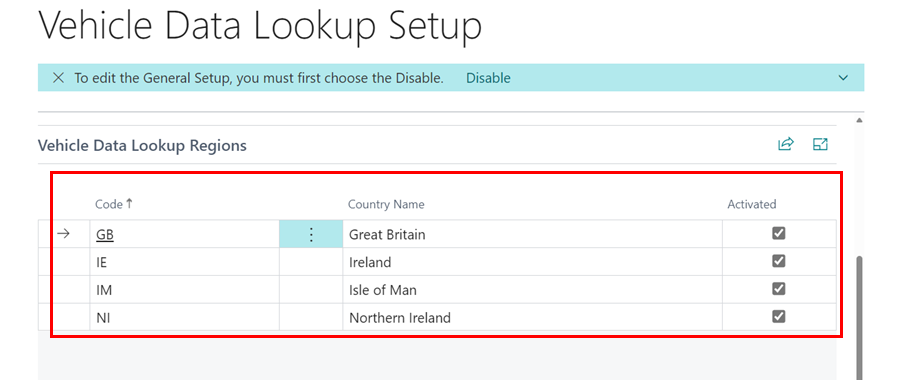 Vehicle Data Lookup Setup
To edit the General Setup, you must first choose the Disable. Disable
Vehicle Data Lookup Regions
Code ↑ Country Name Activated
GB Great Britain
IE Ireland
IM Isle of Man
NI Northern Ireland